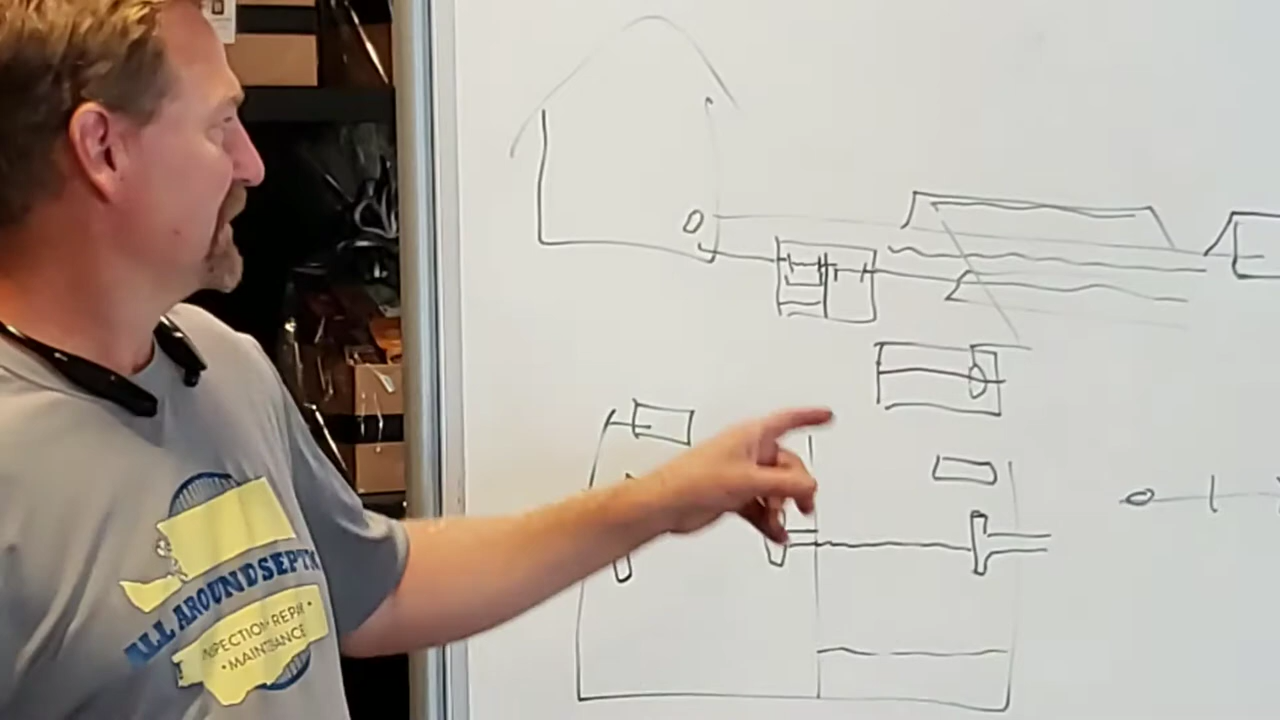 ALL AROUND SEPTIC
INSPECTION • REPAIR •
• MAINTENANCE